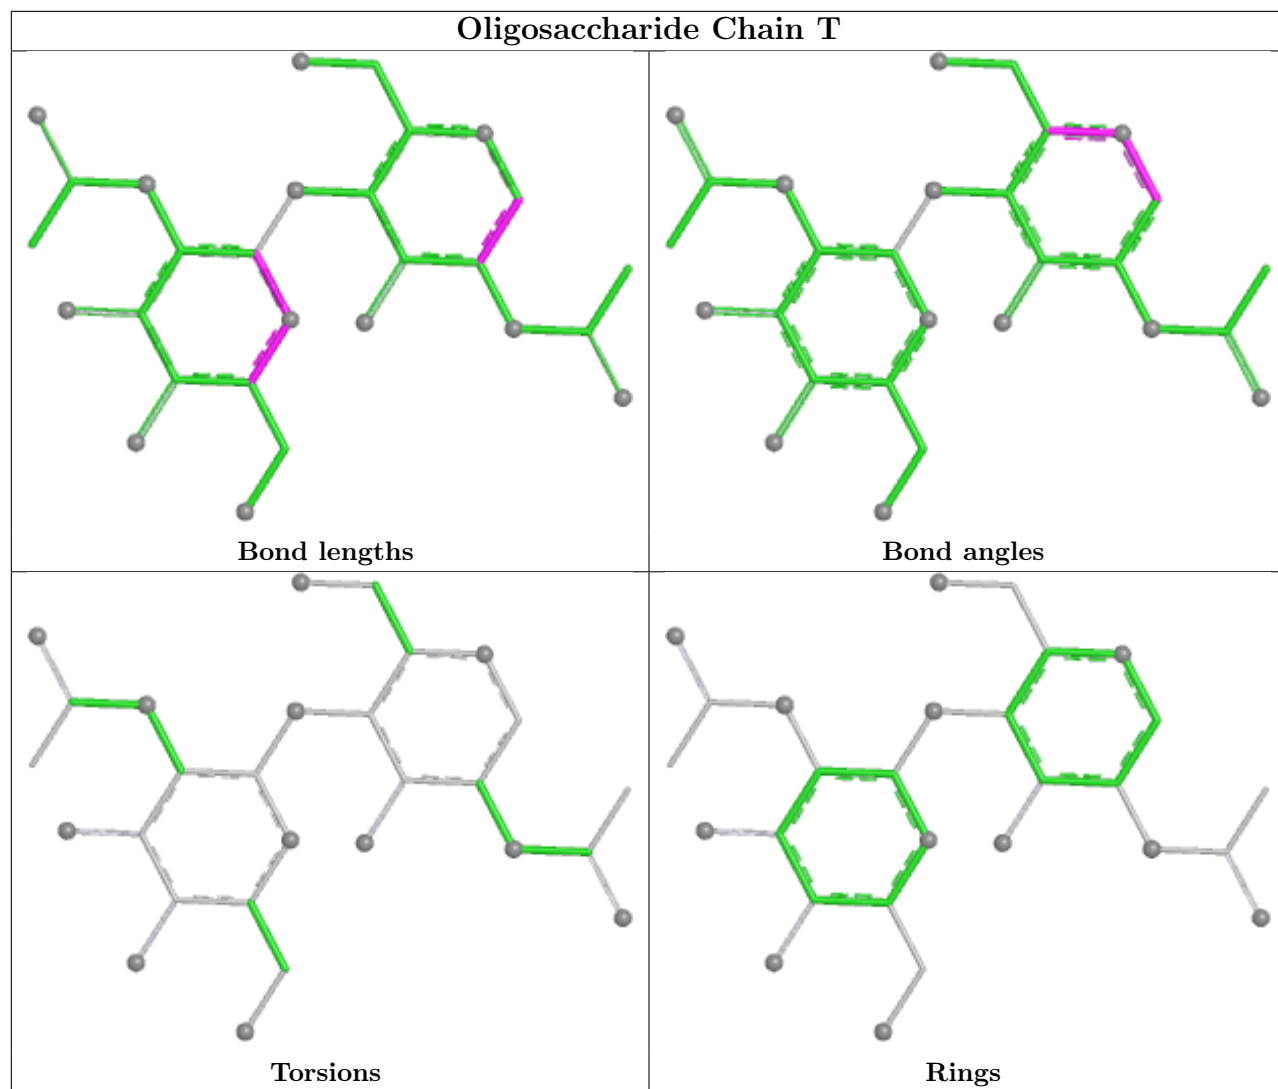 Oligosaccharide Chain T
Bond lengths
Bond angles
Torsions
Rings